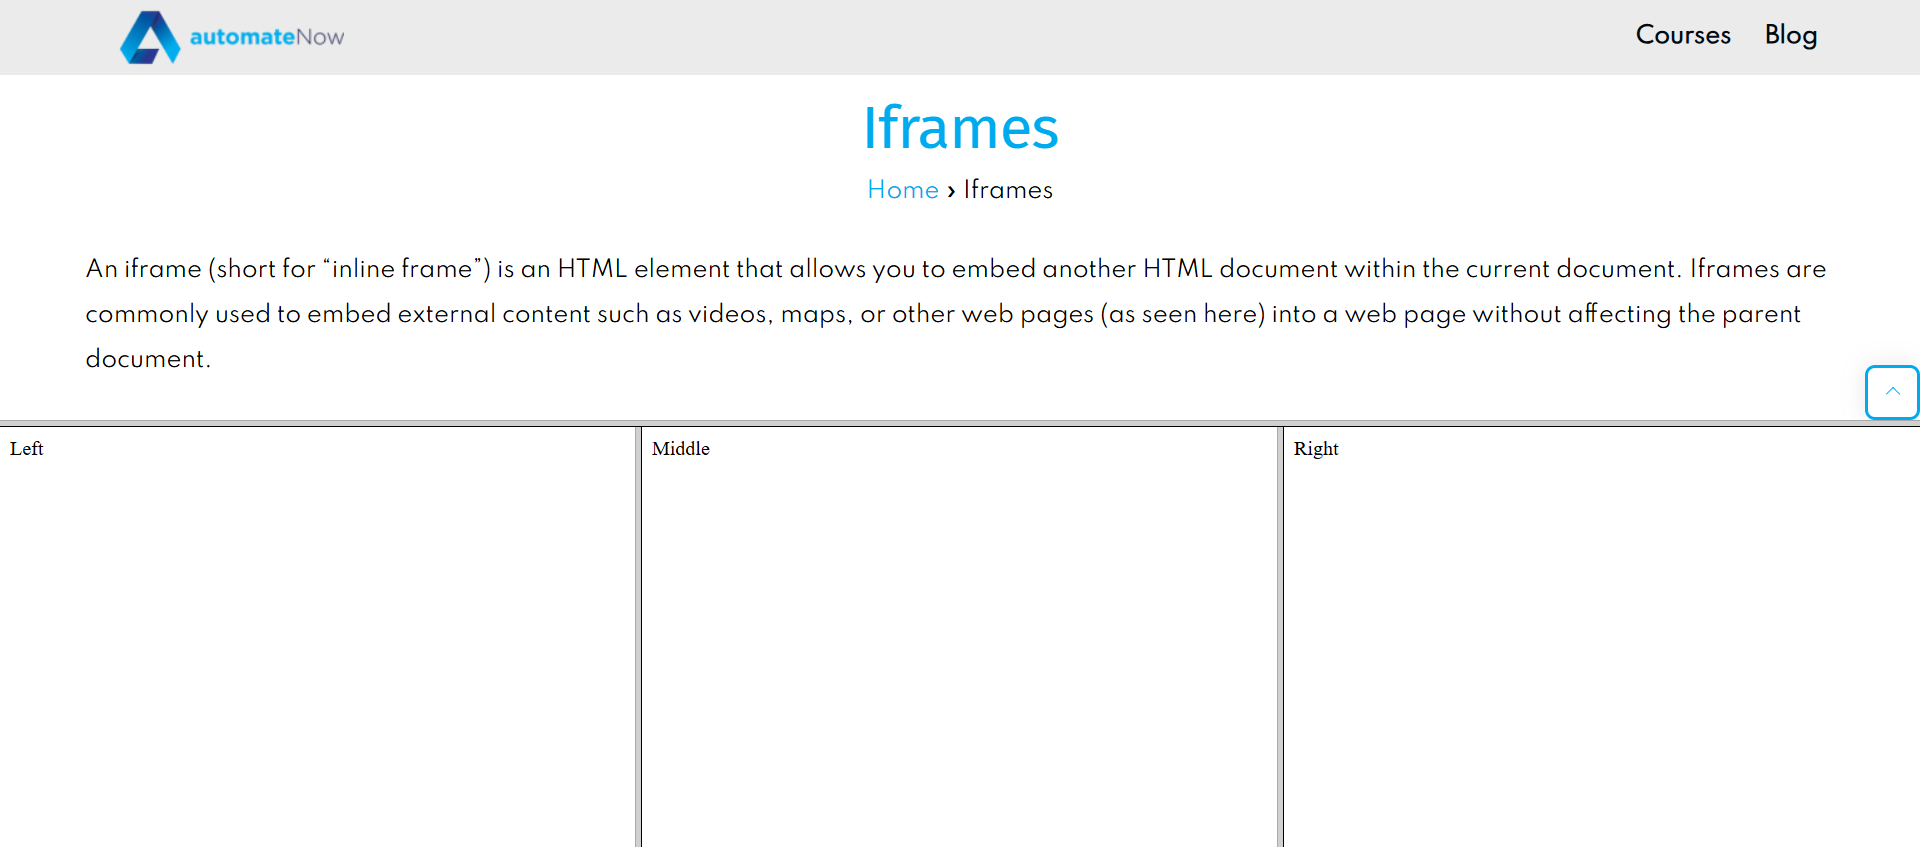 automateNow
Courses Blog
Iframes
Home › Iframes
An iframe (short for “inline frame”) is an HTML element that allows you to embed another HTML document within the current document. Iframes are
commonly used to embed external content such as videos, maps, or other web pages (as seen here) into a web page without affecting the parent
document.
Left
Middle
Right